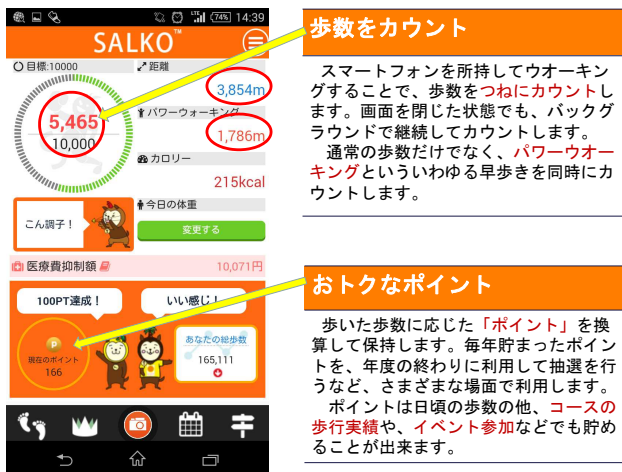 74% 14:39
SALKO™
目標:10000
距離
3,854m
5,465
10,000
パワーウォーキング
1,786m
カロリー
215kcal
今日の体重
こん調子！
変更する
医療費抑制額
10,071円
100PT達成！
いい感じ！
P
現在のポイント
166
あなたの総歩数
165,111
歩数をカウント
スマートフォンを所持してウオーキン
グすることで、歩数をつねにカウントし
ます。画面を閉じた状態でも、バックグ
ラウンドで継続してカウントします。
通常の歩数だけでなく、パワーウオー
キングといういわゆる早歩きを同時にカ
ウントします。
おトクなポイント
歩いた歩数に応じた「ポイント」を換
算して保持します。毎年貯まったポイン
トを、年度の終わりに利用して抽選を行
うなど、さまざまな場面で利用します。
ポイントは日頃の歩数の他、コースの
歩行実績や、イベント参加などでも貯め
ることが出来ます。